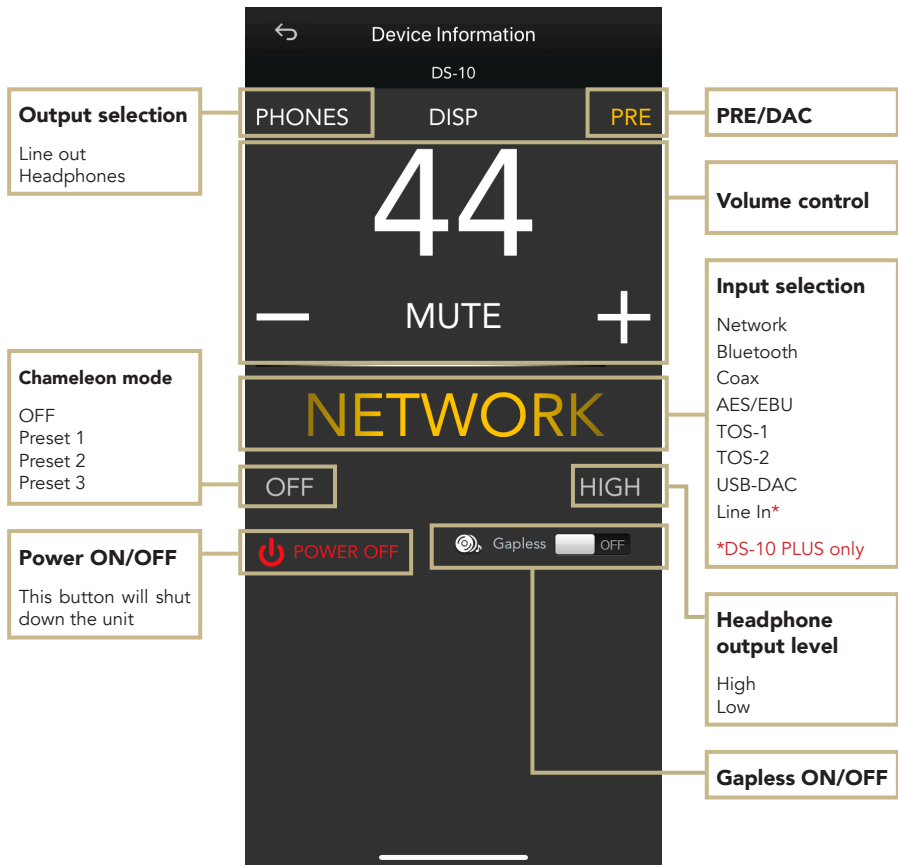 Device Information
DS-10
Output selection
Line out
Headphones
PHONES
DISP
PRE
PRE/DAC
44
Volume control
MUTE
Input selection
Network
Bluetooth
Coax
AES/EBU
TOS-1
TOS-2
USB-DAC
Line In*
*DS-10 PLUS only
Chameleon mode
OFF
Preset 1
Preset 2
Preset 3
NETWORK
OFF
HIGH
Power ON/OFF
This button will shut
down the unit
POWER OFF
Gapless
OFF
Headphone
output level
High
Low
Gapless ON/OFF